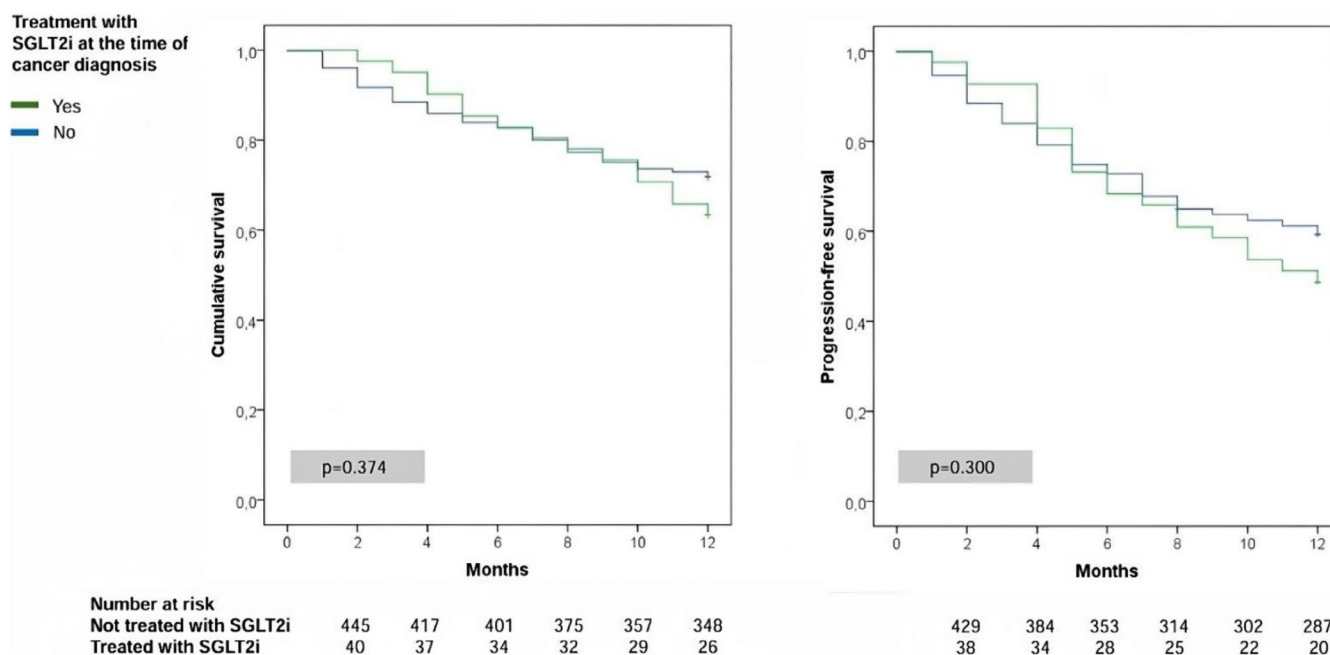 Treatment with
SGLT2i at the time of
cancer diagnosis
Yes
No
Cumulative survival
1,0
0,8
0,6
0,4
0,2
0,0
p=0.374
0 2 4 6 8 10 12
Months
Progression-free survival
1,0
0,8
0,6
0,4
0,2
0,0
p=0.300
0 2 4 6 8 10 12
Months
Number at risk
Not treated with SGLT2i 445 417 401 375 357 348 429 384 353 314 302 287
Treated with SGLT2i 40 37 34 32 29 26 38 34 28 25 22 20